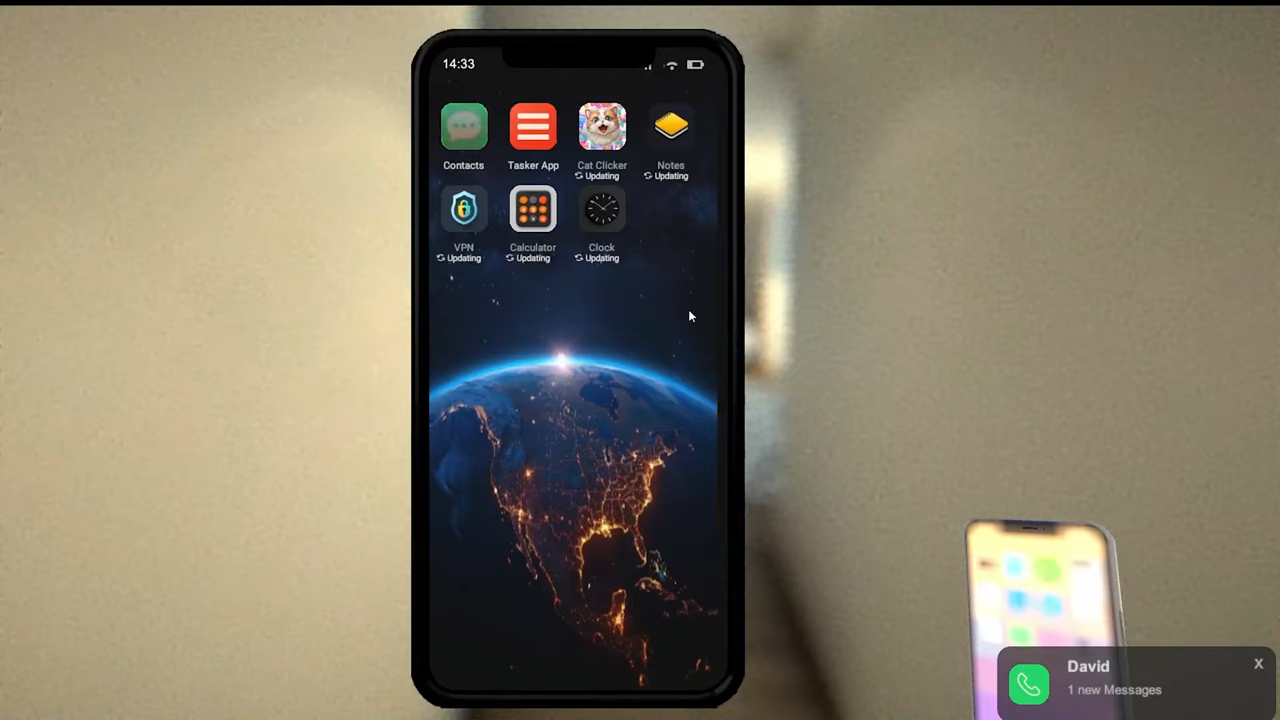 14:33
Contacts
Tasker App
Cat Clicker
Updating
Notes
Updating
VPN
Updating
Calculator
Updating
Clock
Updating
David
X
1 new Messages